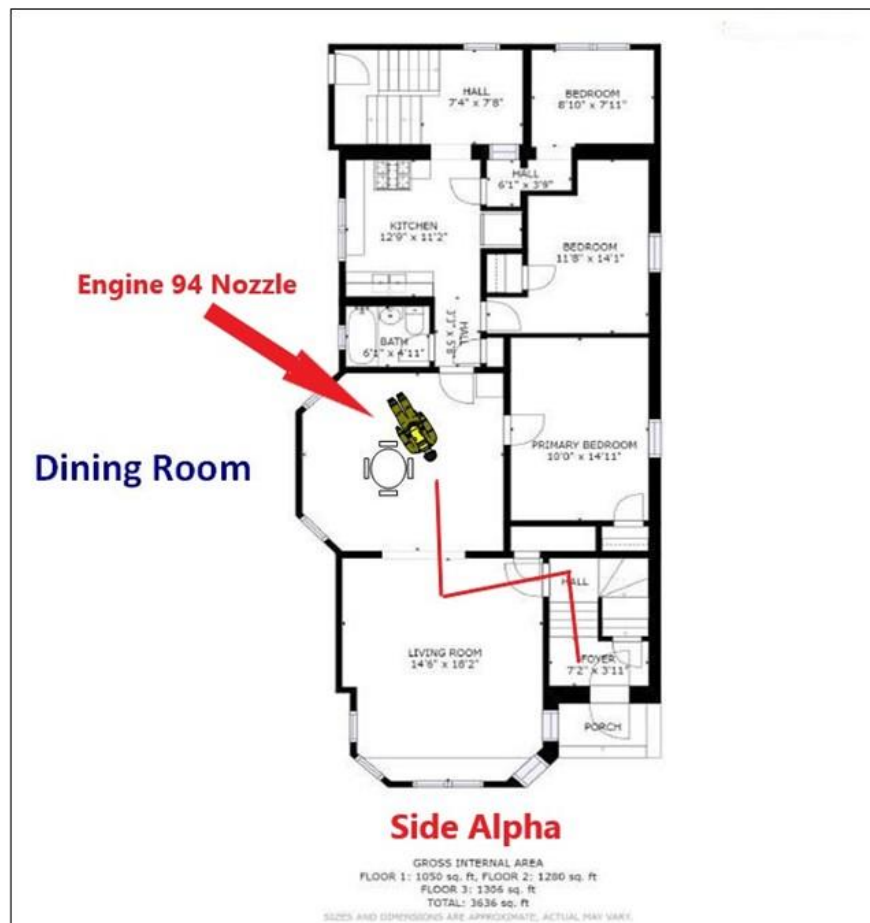 HALL
7'4" x 7'8"
BEDROOM
8'10" x 7'11"
HALL
6'1" x 3'9"
KITCHEN
12'9" x 11'2"
BEDROOM
11'8" x 14'1"
Engine 94 Nozzle
HALL
3'3" x 5'8"
BATH
6'1" x 4'11"
PRIMARY BEDROOM
10'0" x 14'11"
Dining Room
HALL
LIVING ROOM
14'6" x 18'2"
FOYER
7'2" x 3'11"
PORCH
Side Alpha
GROSS INTERNAL AREA
FLOOR 1: 1050 sq. ft, FLOOR 2: 1280 sq. ft
FLOOR 3: 1306 sq. ft
TOTAL: 3636 sq. ft
SIZES AND DIMENSIONS ARE APPROXIMATE, ACTUAL MAY VARY.